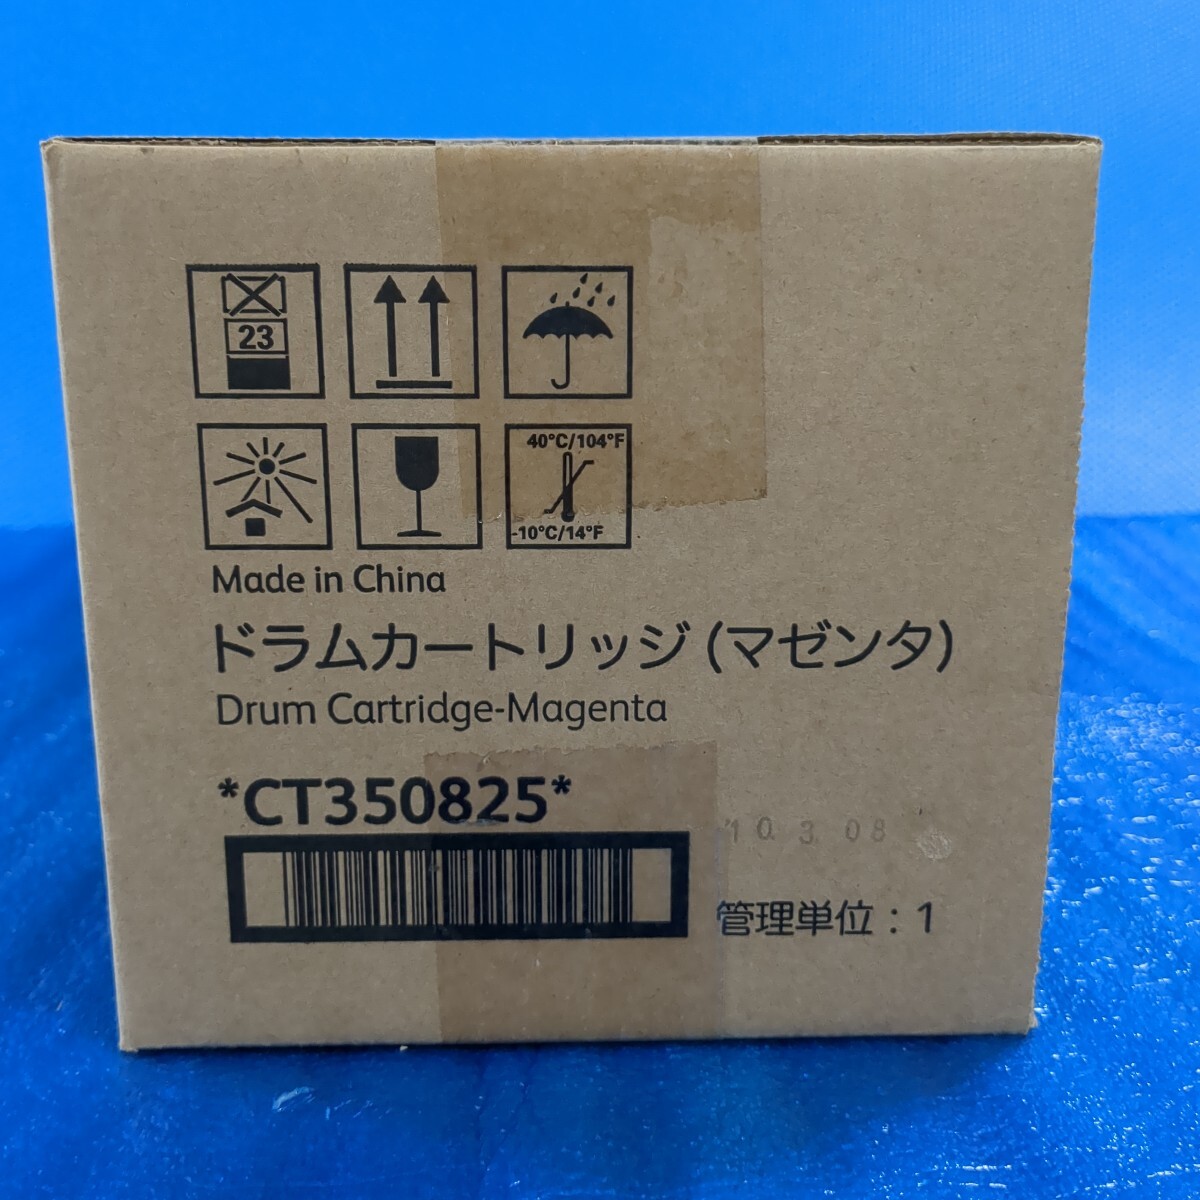 23
40°C/104°F
-10°C/14°F
Made in China
ドラムカートリッジ(マゼンタ)
Drum Cartridge-Magenta
*CT350825*
10.3.08
管理単位:1